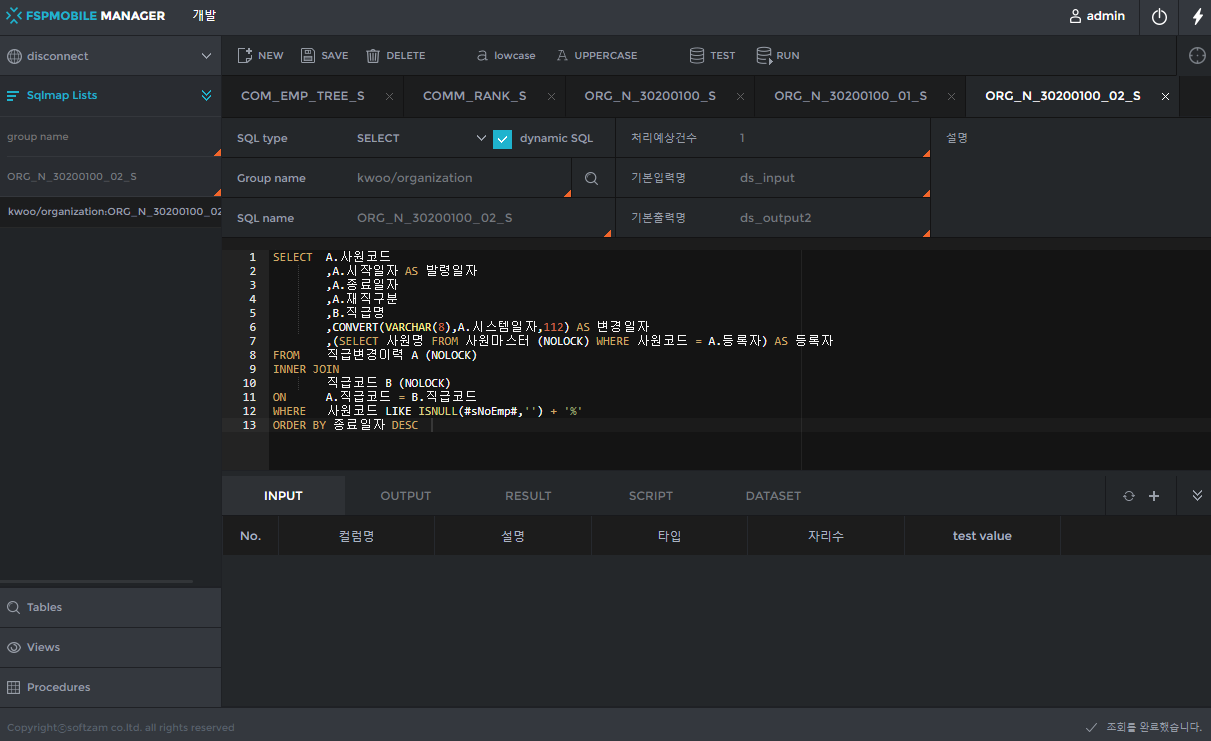 FSPMOBILE MANAGER 개발 admin
disconnect
NEW SAVE DELETE a lowcase A UPPERCASE TEST RUN
Sqlmap Lists
COM_EMP_TREE_S COMM_RANK_S ORG_N_30200100_S ORG_N_30200100_01_S ORG_N_30200100_02_S
group name
ORG_N_30200100_02_S
kwoo/organization:ORG_N_30200100_02
SQL type SELECT dynamic SQL 처리예상건수 1 설명
Group name kwoo/organization 기본입력명 ds_input
SQL name ORG_N_30200100_02_S 기본출력명 ds_output2
1 SELECT A.사원코드
2 ,A.시작일자 AS 발령일자
3 ,A.종료일자
4 ,A.재직구분
5 ,B.직급명
6 ,CONVERT(VARCHAR(8),A.시스템일자,112) AS 변경일자
7 ,(SELECT 사원명 FROM 사원마스터 (NOLOCK) WHERE 사원코드 = A.등록자) AS 등록자
8 FROM 직급변경이력 A (NOLOCK)
9 INNER JOIN
10 직급코드 B (NOLOCK)
11 ON A.직급코드 = B.직급코드
12 WHERE 사원코드 LIKE ISNULL(#sNoEmp#,'') + '%'
13 ORDER BY 종료일자 DESC
INPUT OUTPUT RESULT SCRIPT DATASET
No. 컬럼명 설명 타입 자리수 test value
Tables
Views
Procedures
Copyrightⓒsoftzam co.ltd. all rights reserved 조회를 완료했습니다.